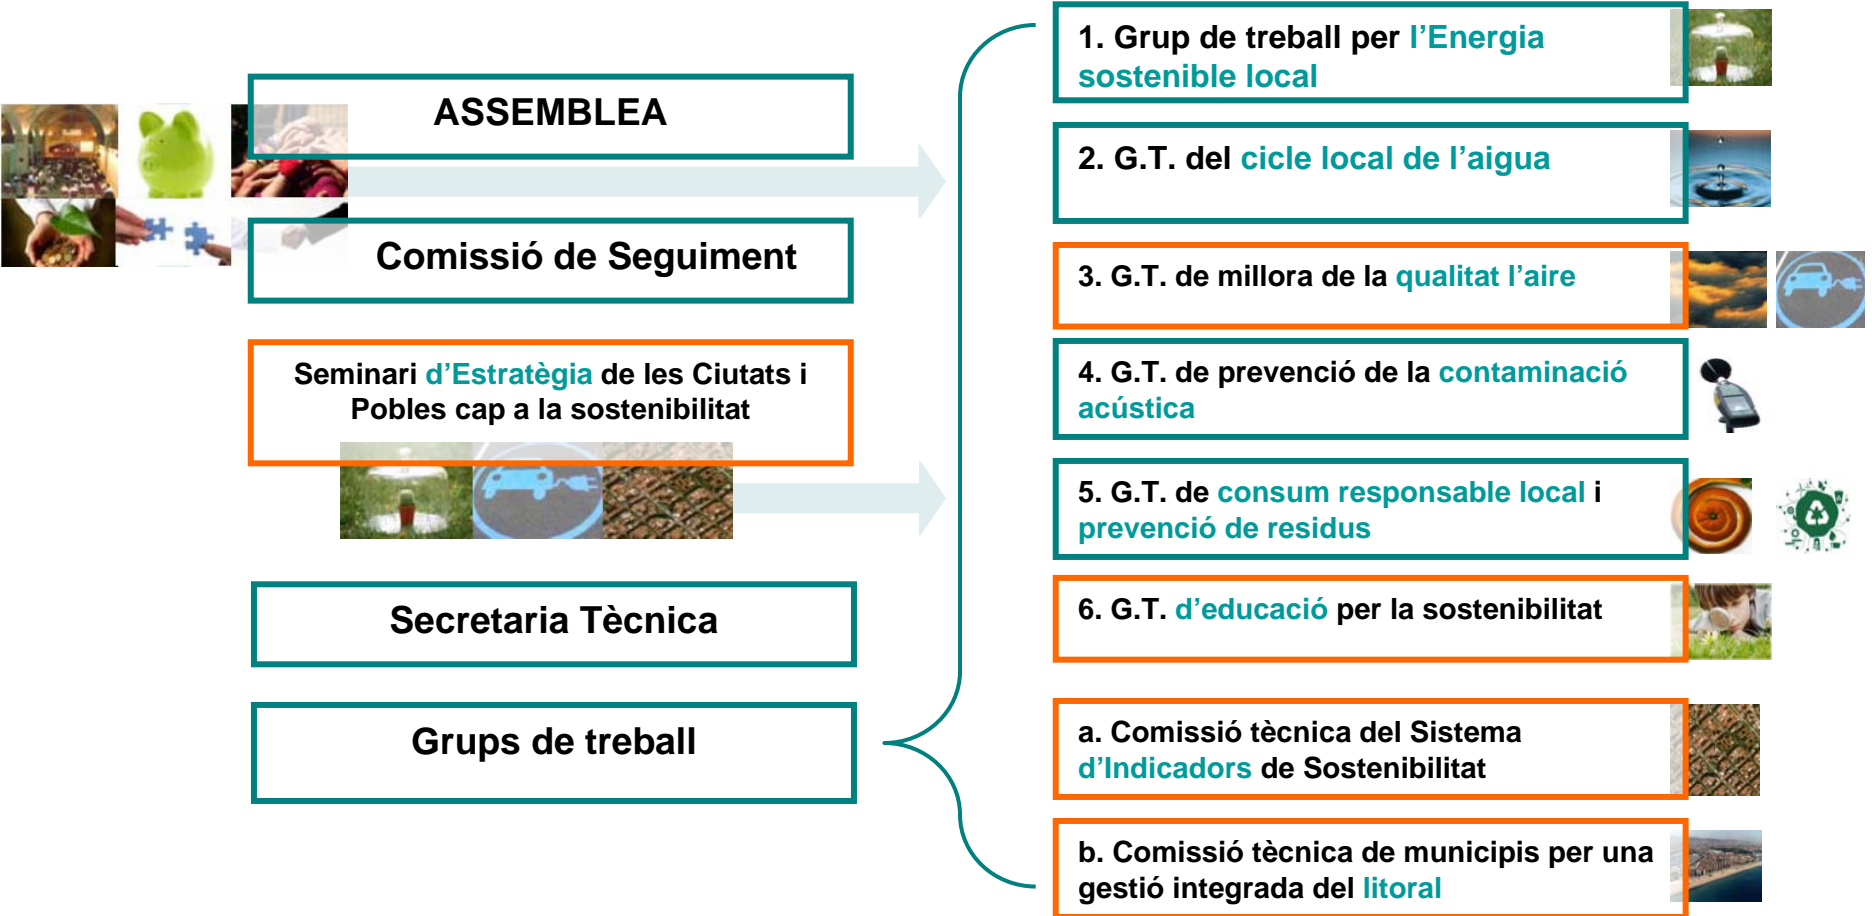 ASSEMBLEA
Comissió de Seguiment
Seminari d’Estratègia de les Ciutats i
Pobles cap a la sostenibilitat
Secretaria Tècnica
Grups de treball
1. Grup de treball per l’Energia
sostenible local
2. G.T. del cicle local de l’aigua
3. G.T. de millora de la qualitat l’aire
4. G.T. de prevenció de la contaminació
acústica
5. G.T. de consum responsable local i
prevenció de residus
6. G.T. d’educació per la sostenibilitat
a. Comissió tècnica del Sistema
d’Indicadors de Sostenibilitat
b. Comissió tècnica de municipis per una
gestió integrada del litoral